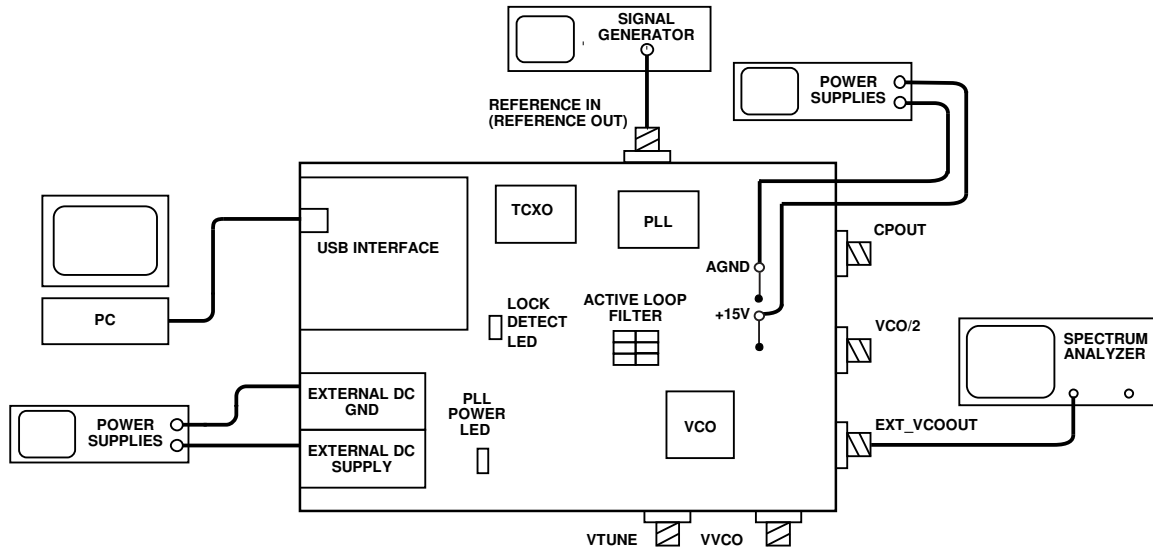 SIGNAL
GENERATOR
POWER
SUPPLIES
REFERENCE IN
(REFERENCE OUT)
TCXO
PLL
CPOUT
USB INTERFACE
AGND
PC
LOCK
DETECT
LED
ACTIVE LOOP
FILTER
+15V
VCO/2
SPECTRUM
ANALYZER
EXTERNAL DC
GND
PLL
POWER
LED
POWER
SUPPLIES
VCO
EXT_VCOOUT
EXTERNAL DC
SUPPLY
VTUNE
VVCO